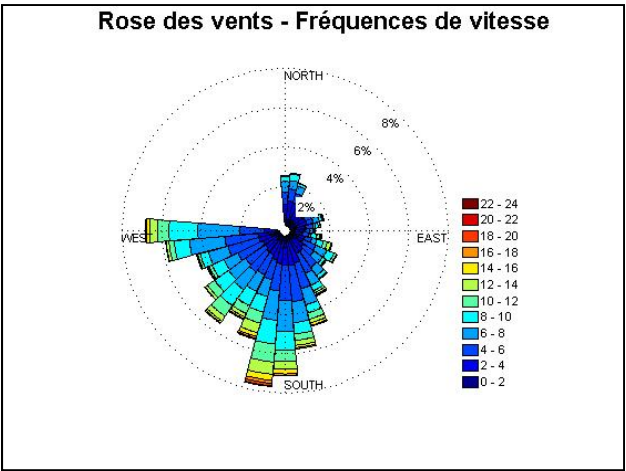 Rose des vents - Fréquences de vitesse
NORTH
8%
6%
4%
2%
WEST
EAST
SOUTH
22 - 24
20 - 22
18 - 20
16 - 18
14 - 16
12 - 14
10 - 12
8 - 10
6 - 8
4 - 6
2 - 4
0 - 2